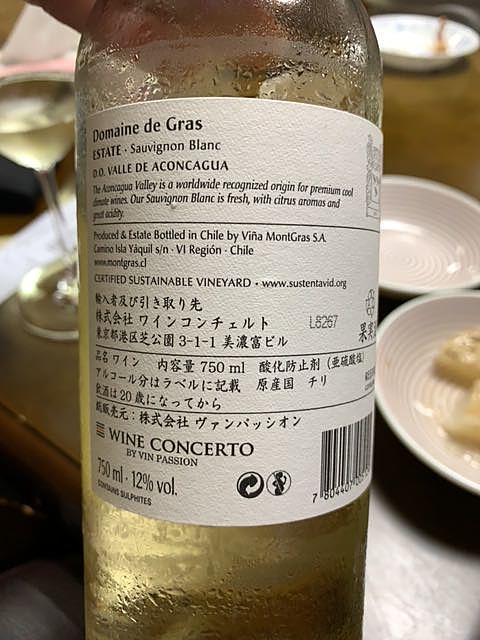 Domaine de Gras
ESTATE · Sauvignon Blanc
D.O. VALLE DE ACONCAGUA
The Aconcagua Valley is a worldwide recognized origin for premium cool
climate wines. Our Sauvignon Blanc is fresh, with citrus aromas and
great acidity.
Produced & Estate Bottled in Chile by Viña MontGras S.A.
Camino Isla Yáquil s/n · VI Región · Chile
www.montgras.cl
CERTIFIED SUSTAINABLE VINEYARD · www.sustentavid.org
輸入者及び引き取り先
株式会社 ワインコンチェルト
L8267
東京都港区芝公園 3-1-1 美濃富ビル
果実
品名 ワイン 内容量 750 ml 酸化防止剤（亜硫酸塩）
アルコール分はラベルに記載 原産国 チリ
飲酒は20歳になってから
総販売元：株式会社 ヴァンパッシオン
WINE CONCERTO
BY VIN PASSION
750 ml · 12% vol.
CONTAINS SULPHITES
7 804407